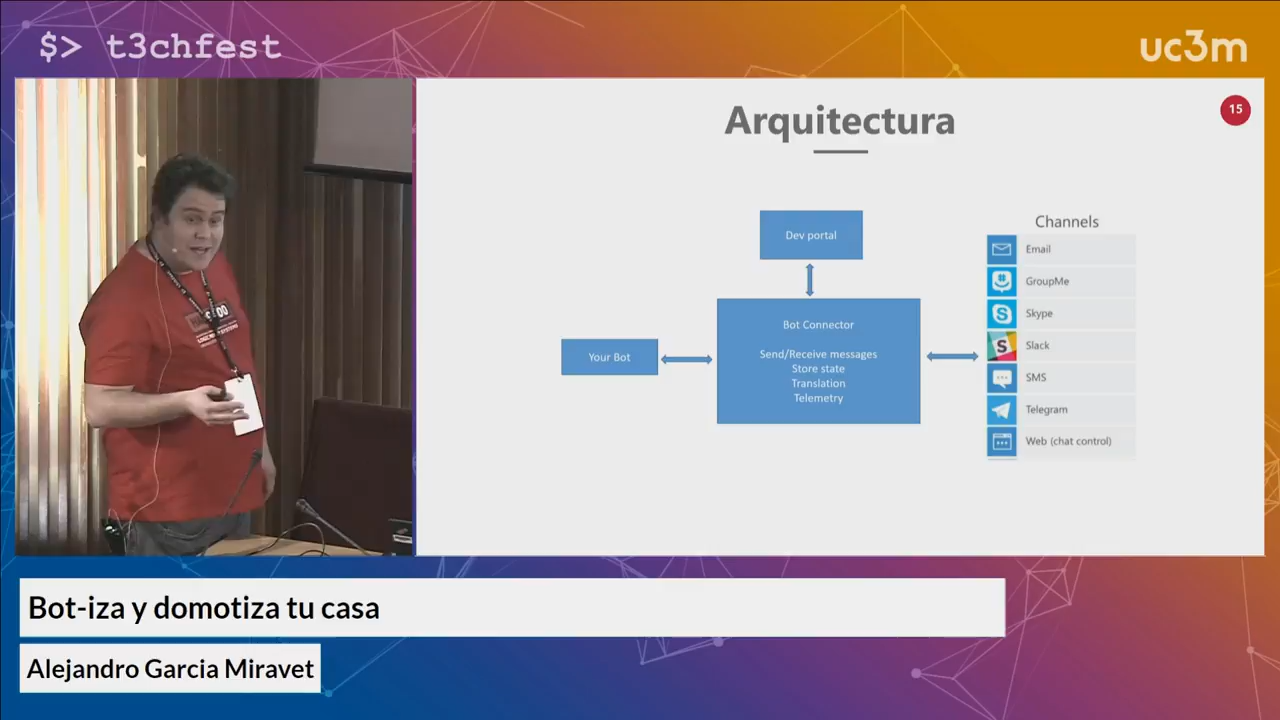 $> t3chfest
uc3m
Arquitectura
15
Dev portal
Channels
Email
GroupMe
Skype
Slack
SMS
Telegram
Web (chat control)
Your Bot
Bot Connector
Send/Receive messages
Store state
Translation
Telemetry
Bot-iza y domotiza tu casa
Alejandro Garcia Miravet